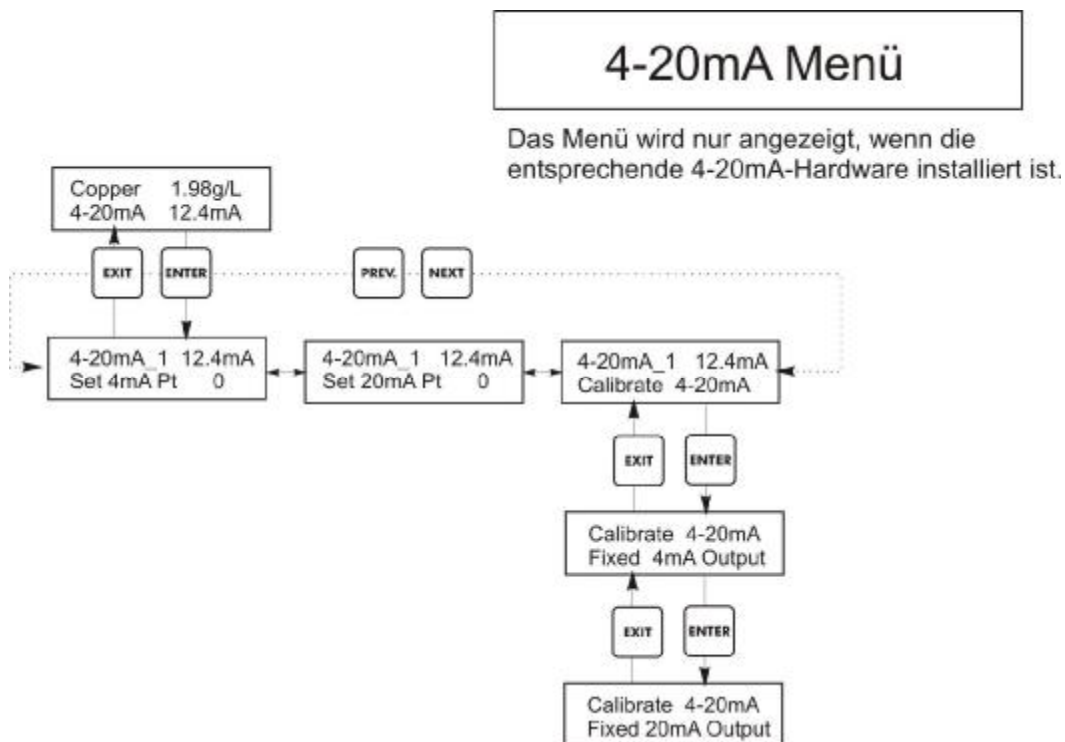 4-20mA Menü
Das Menü wird nur angezeigt, wenn die
entsprechende 4-20mA-Hardware installiert ist.
Copper 1.98g/L
4-20mA 12.4mA
EXIT ENTER PREV. NEXT
4-20mA_1 12.4mA
Set 4mA Pt 0
4-20mA_1 12.4mA
Set 20mA Pt 0
4-20mA_1 12.4mA
Calibrate 4-20mA
EXIT ENTER
Calibrate 4-20mA
Fixed 4mA Output
EXIT ENTER
Calibrate 4-20mA
Fixed 20mA Output